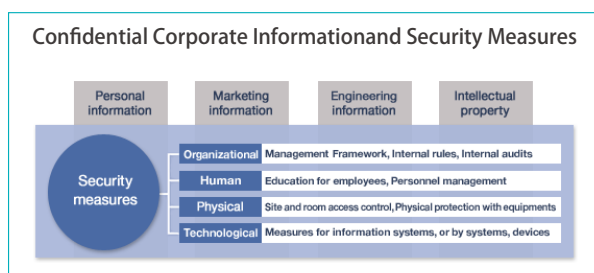 Confidential Corporate Informationand Security Measures
Personal information
Marketing information
Engineering information
Intellectual property
Security measures
Organizational Management Framework, Internal rules, Internal audits
Human Education for employees, Personnel management
Physical Site and room access control, Physical protection with equipments
Technological Measures for information systems, or by systems, devices